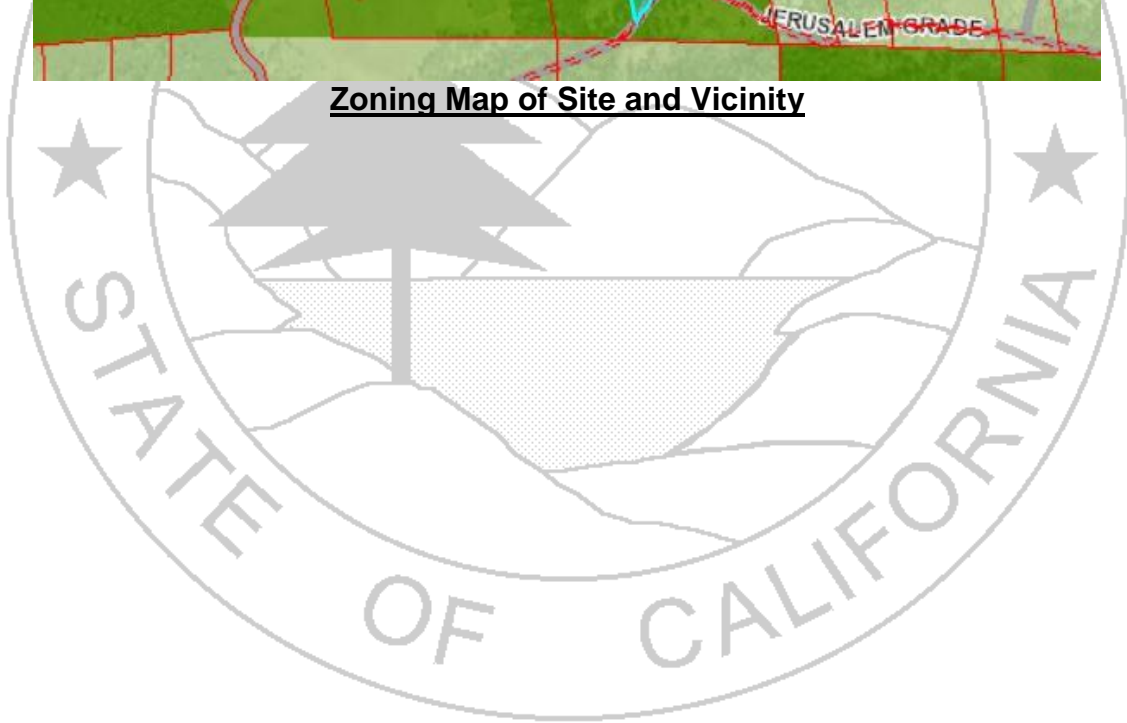 JERUSALEM GRADE
Zoning Map of Site and Vicinity
STATE OF CALIFORNIA